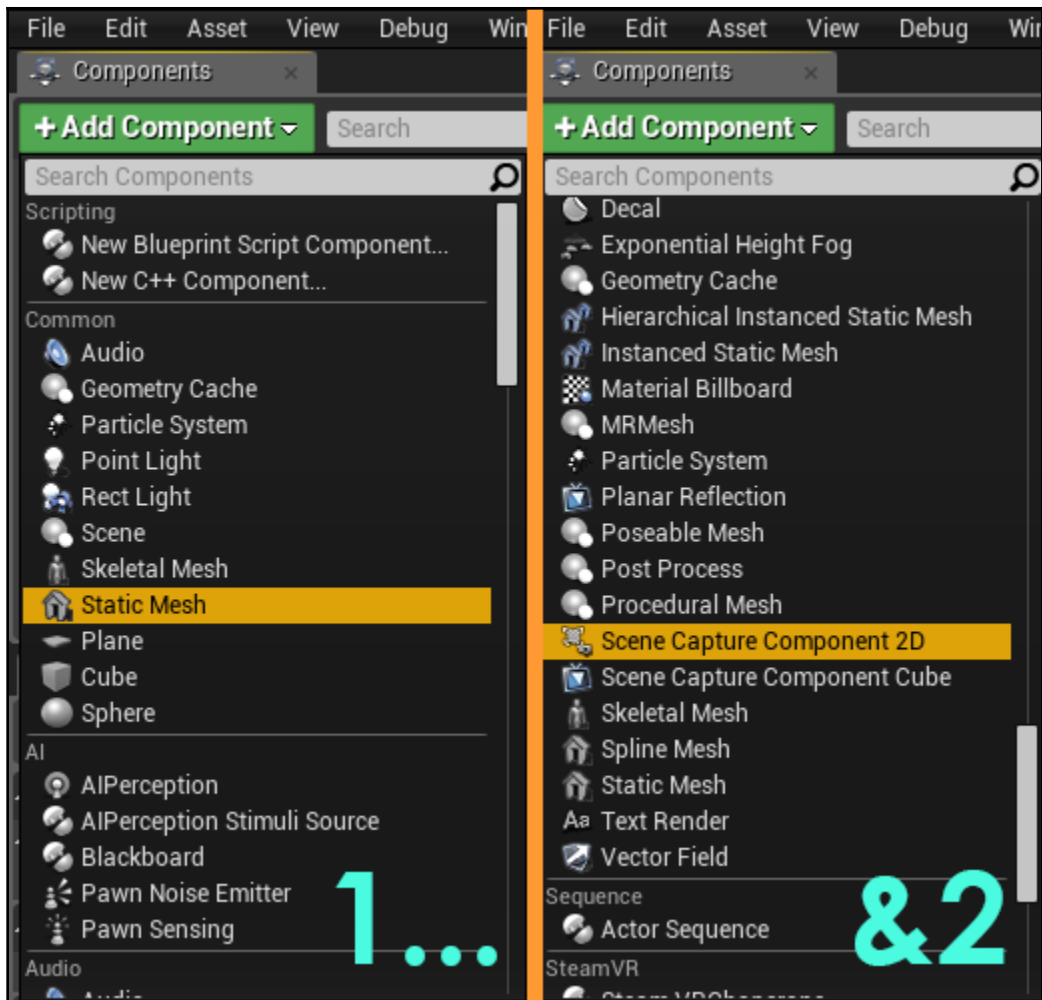 File Edit Asset View Debug Win
Components
+ Add Component
Search
Search Components
Scripting
New Blueprint Script Component...
New C++ Component...
Common
Audio
Geometry Cache
Particle System
Point Light
Rect Light
Scene
Skeletal Mesh
Static Mesh
Plane
Cube
Sphere
AI
AIPerception
AIPerception Stimuli Source
Blackboard
Pawn Noise Emitter
Pawn Sensing
Audio
Audio
1...
File Edit Asset View Debug Win
Components
+ Add Component
Search
Search Components
Decal
Exponential Height Fog
Geometry Cache
Hierarchical Instanced Static Mesh
Instanced Static Mesh
Material Billboard
MRMesh
Particle System
Planar Reflection
Poseable Mesh
Post Process
Procedural Mesh
Scene Capture Component 2D
Scene Capture Component Cube
Skeletal Mesh
Spline Mesh
Static Mesh
Aa Text Render
Vector Field
Sequence
Actor Sequence
SteamVR
&2